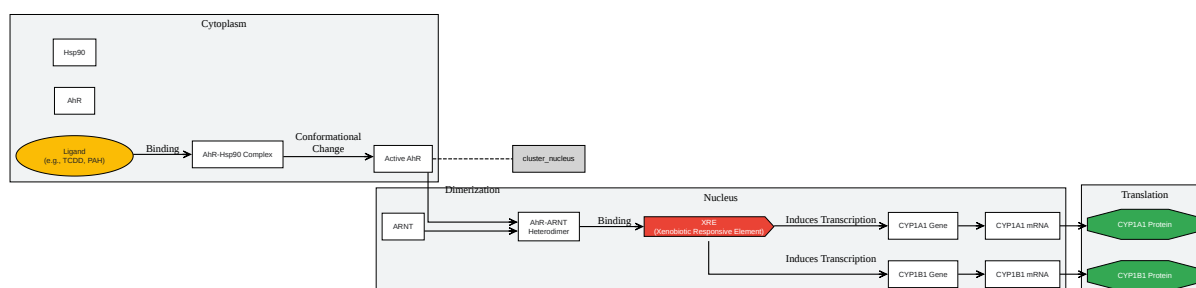 Cytoplasm
Hsp90
AhR
Ligand
(e.g., TCDD, PAH)
Binding
AhR-Hsp90 Complex
Conformational
Change
Active AhR
cluster_nucleus
Dimerization
Nucleus
ARNT
AhR-ARNT
Heterodimer
Binding
XRE
(Xenobiotic Responsive Element)
Induces Transcription
CYP1A1 Gene
CYP1A1 mRNA
Induces Transcription
CYP1B1 Gene
CYP1B1 mRNA
Translation
CYP1A1 Protein
CYP1B1 Protein